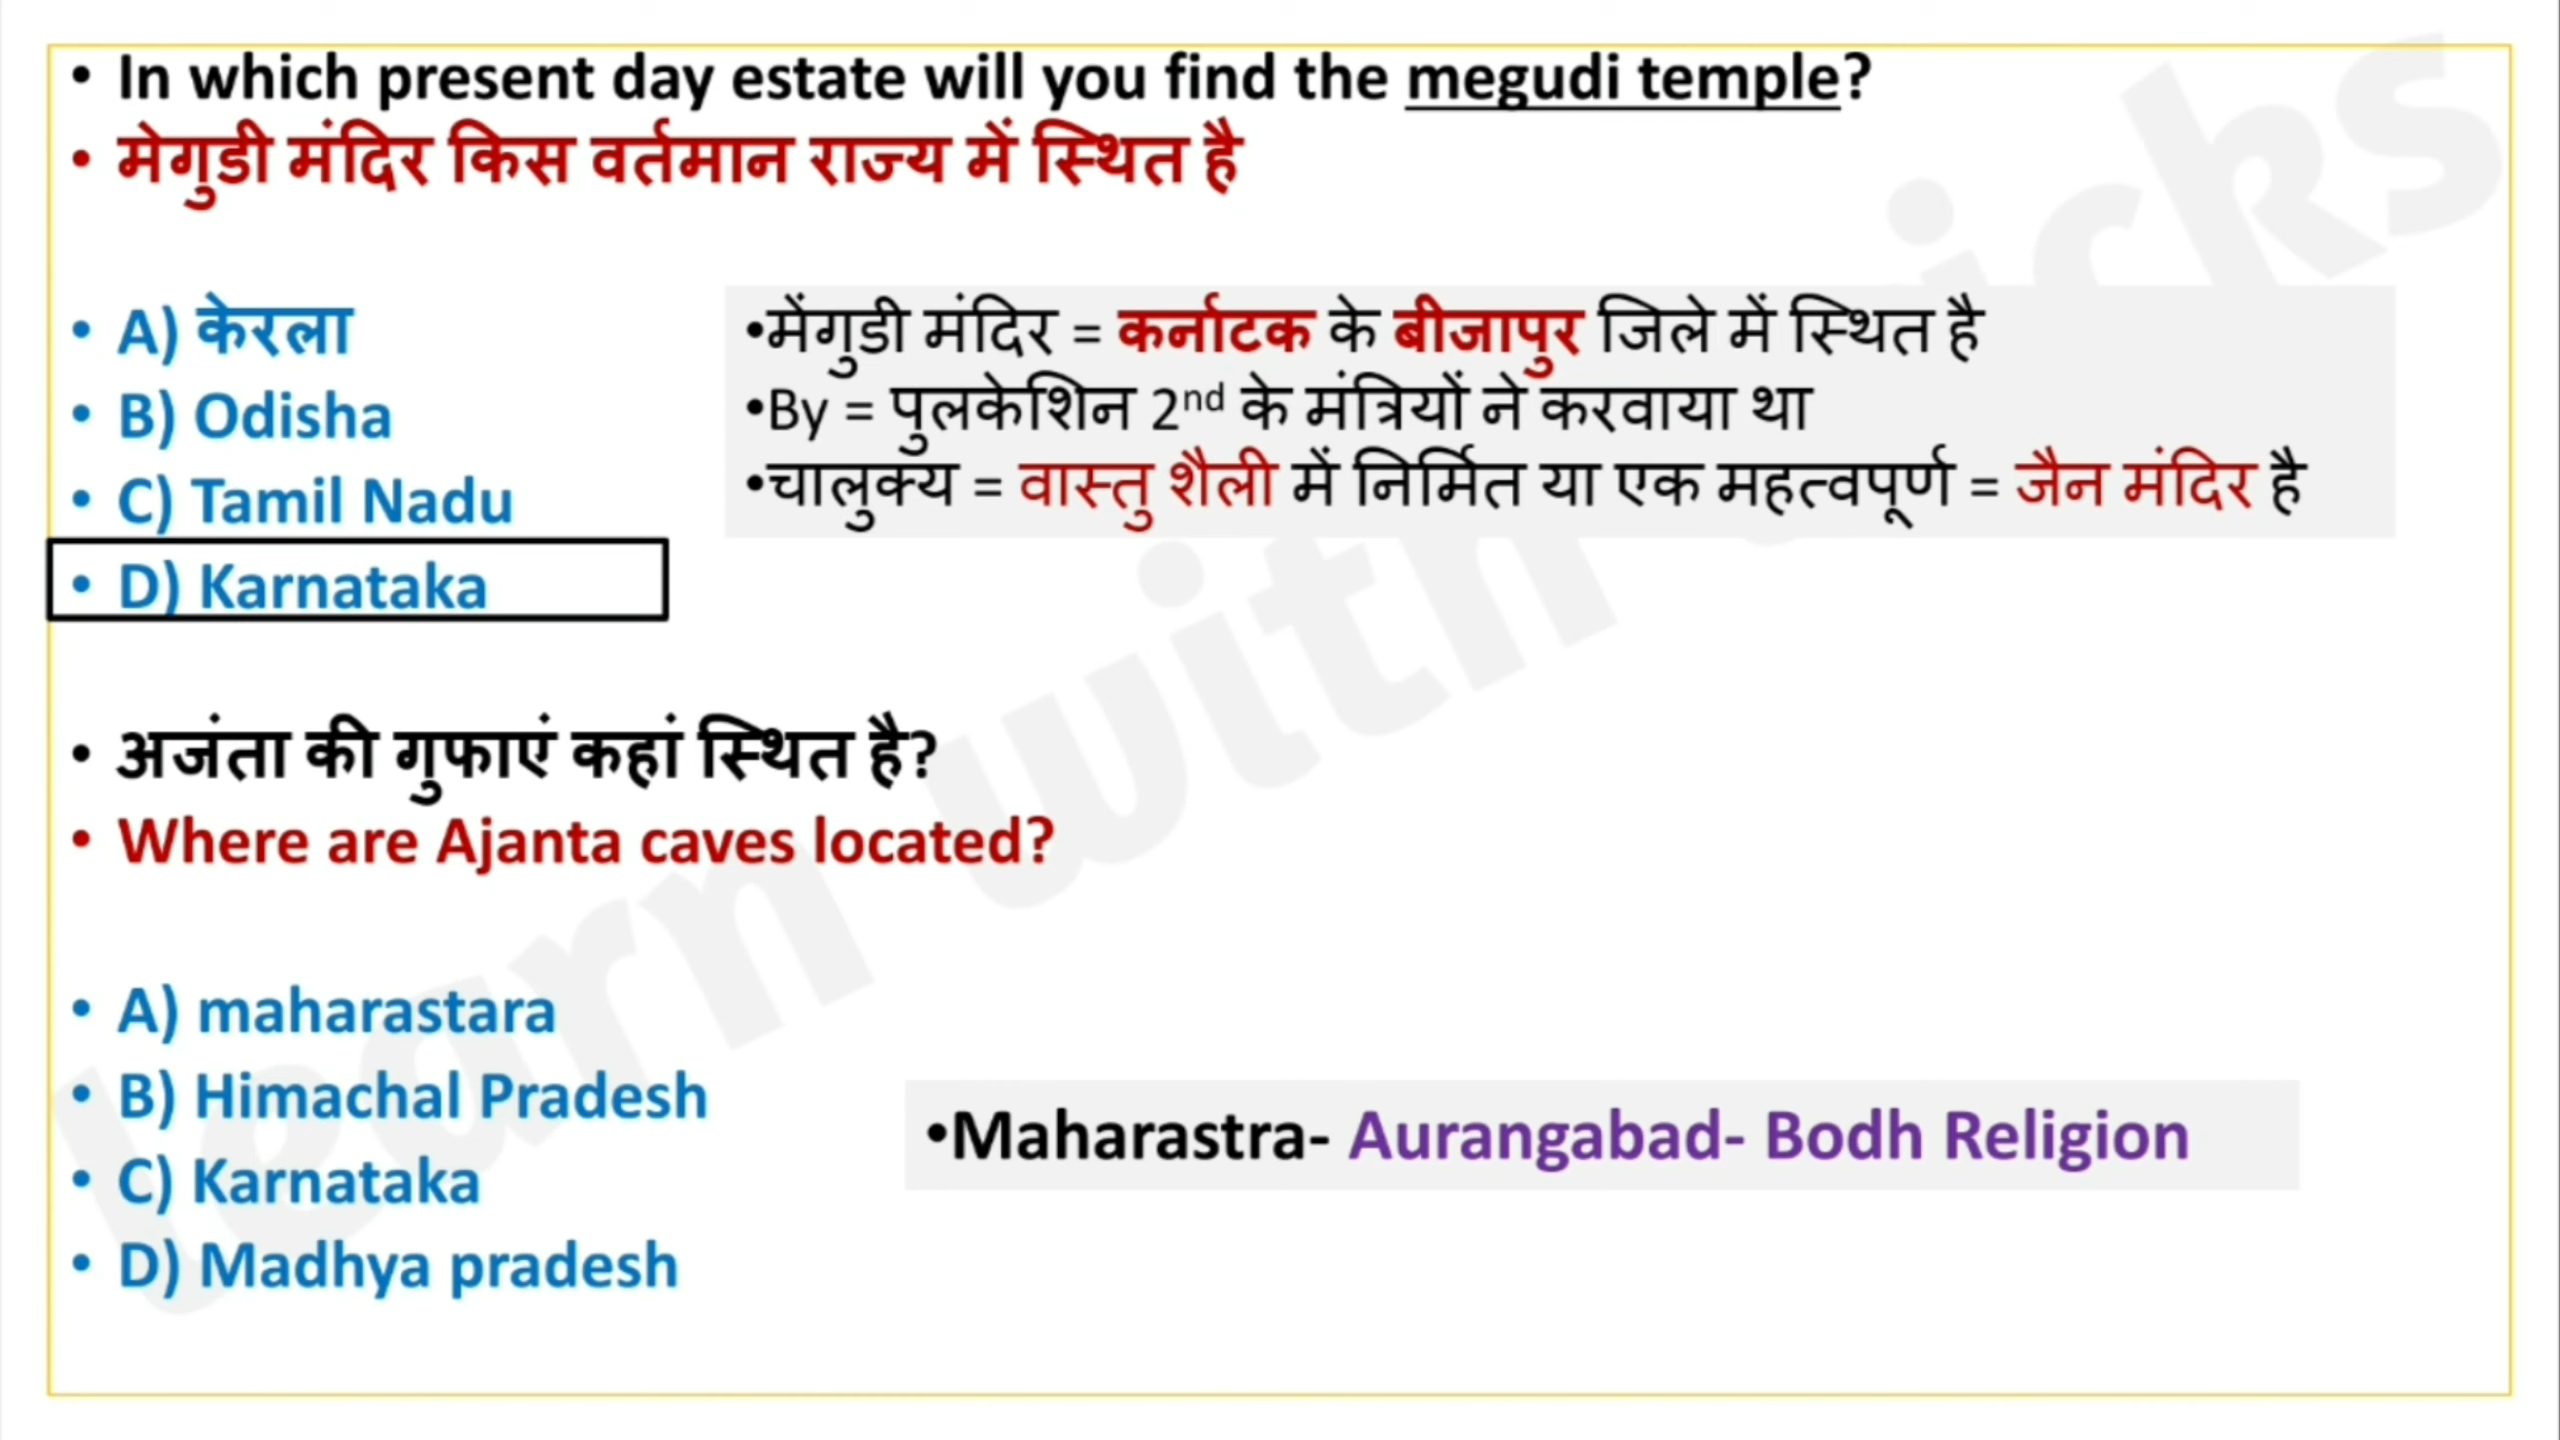 • In which present day estate will you find the megudi temple?
• मेगुडी मंदिर किस वर्तमान राज्य में स्थित है
• A) केरला
• B) Odisha
• C) Tamil Nadu
• D) Karnataka
•मेंगुडी मंदिर = कर्नाटक के बीजापुर जिले में स्थित है
•By = पुलकेशिन 2nd के मंत्रियों ने करवाया था
•चालुक्य = वास्तु शैली में निर्मित या एक महत्वपूर्ण = जैन मंदिर है
• अजंता की गुफाएं कहां स्थित है?
• Where are Ajanta caves located?
• A) maharastara
• B) Himachal Pradesh
• C) Karnataka
• D) Madhya pradesh
•Maharastra- Aurangabad- Bodh Religion
learn with